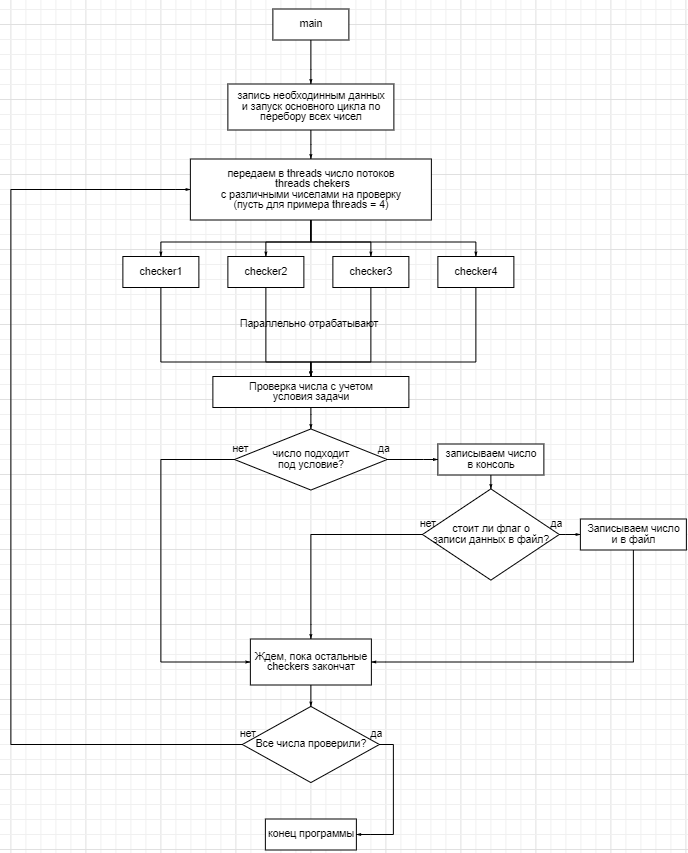 main
запись необходинным данных
и запуск основного цикла по
перебору всех чисел
передаем в threads число потоков
threads chekers
с различными чиселами на проверку
(пусть для примера threads = 4)
checker1
checker2
checker3
checker4
Параллельно отрабатывают
Проверка числа с учетом
условия задачи
нет
число подходит
под условие?
да
записываем число
в консоль
нет
стоит ли флаг о
записи данных в файл?
да
Записываем число
и в файл
Ждем, пока остальные
checkers закончат
нет
Все числа проверили?
да
конец программы